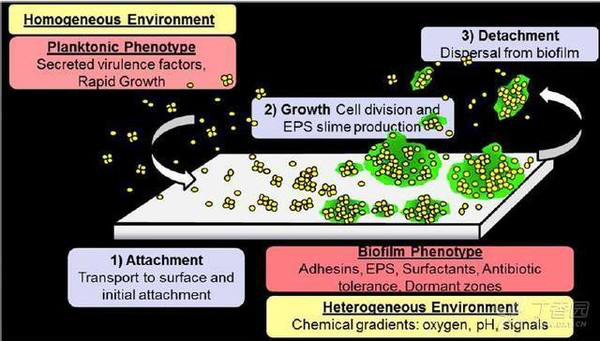 Homogeneous Environment
Planktonic Phenotype
Secreted virulence factors,
Rapid Growth
3) Detachment
Dispersal from biofilm
2) Growth Cell division and
EPS slime production
1) Attachment
Transport to surface and
initial attachment
Biofilm Phenotype
Adhesins, EPS, Surfactants, Antibiotic
tolerance, Dormant zones
Heterogeneous Environment
Chemical gradients: oxygen, pH, signals
丁香园